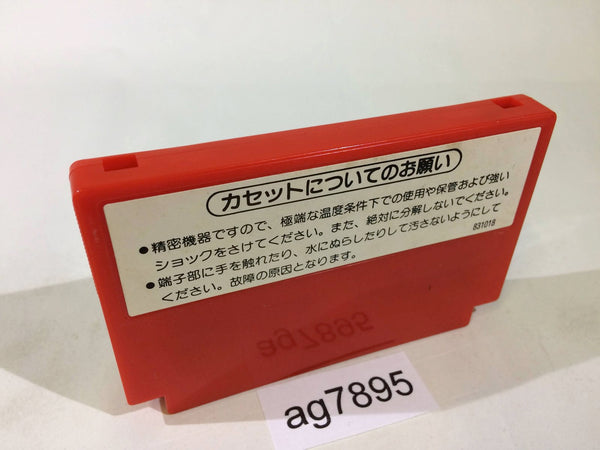 カセットについてのお願い
●精密機器ですので、極端な温度条件下での使用や保管および強い
ショックをさけてください。また、絶対に分解しないでください。
●端子部に手を触れたり、水にぬらしたりして汚さないようにして
ください。故障の原因となります。
831018
ag7895
ag7895